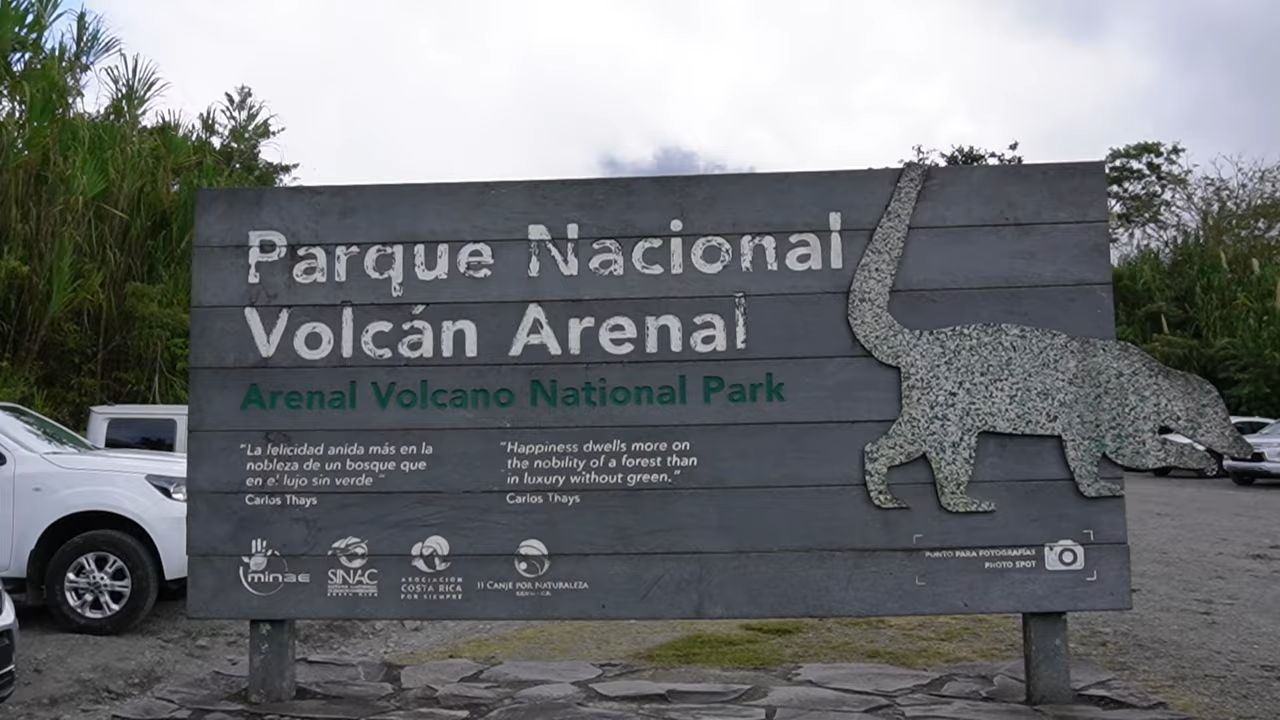 Parque Nacional
Volcán Arenal
Arenal Volcano National Park
"La felicidad anida más en la
nobleza de un bosque que
en el lujo sin verde "
Carlos Thays
"Happiness dwells more on
the nobility of a forest than
in luxury without green."
Carlos Thays
minae
SINAC
ASOCIACIÓN
COSTA RICA
POR SIEMPRE
II CANJE POR NATURALEZA
PUNTO PARA FOTOGRAFÍAS
PHOTO SPOT